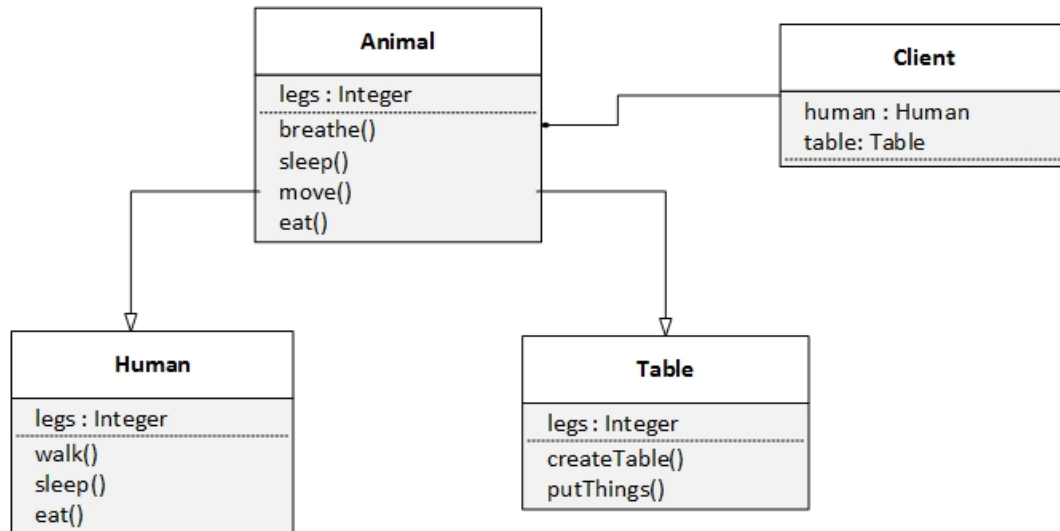 Animal
legs : Integer
breathe()
sleep()
move()
eat()
Client
human : Human
table: Table
Human
legs : Integer
walk()
sleep()
eat()
Table
legs : Integer
createTable()
putThings()